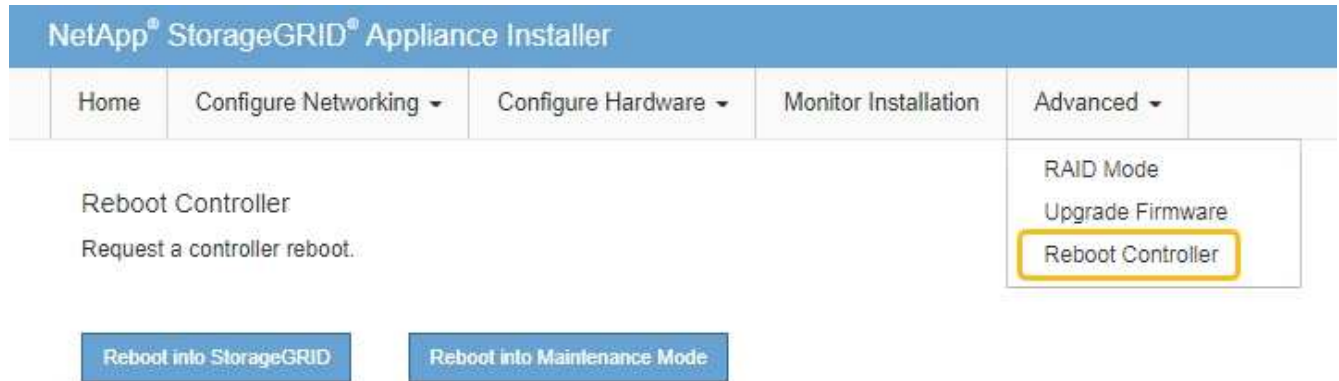 NetApp® StorageGRID® Appliance Installer
Home Configure Networking Configure Hardware Monitor Installation Advanced
RAID Mode
Upgrade Firmware
Reboot Controller
Reboot Controller
Request a controller reboot.
Reboot into StorageGRID Reboot into Maintenance Mode